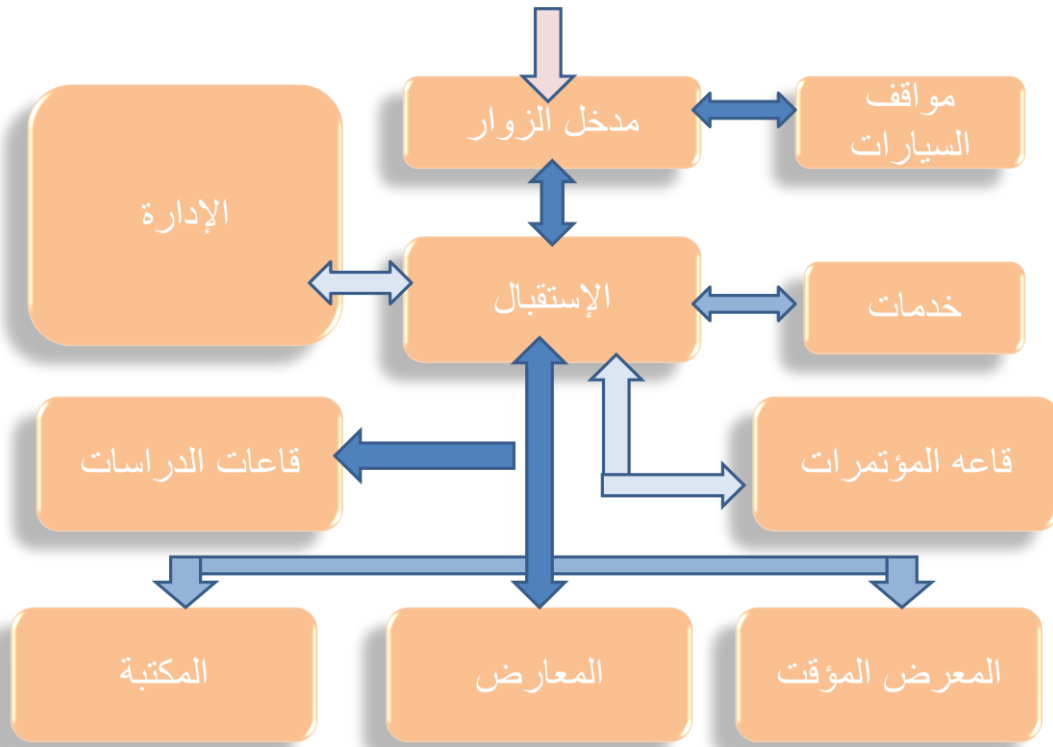 مدخل الزوار
مواقف
السيارات
الإدارة
الإستقبال
خدمات
قاعات الدراسات
قاعه المؤتمرات
المكتبة
المعارض
المعرض المؤقت